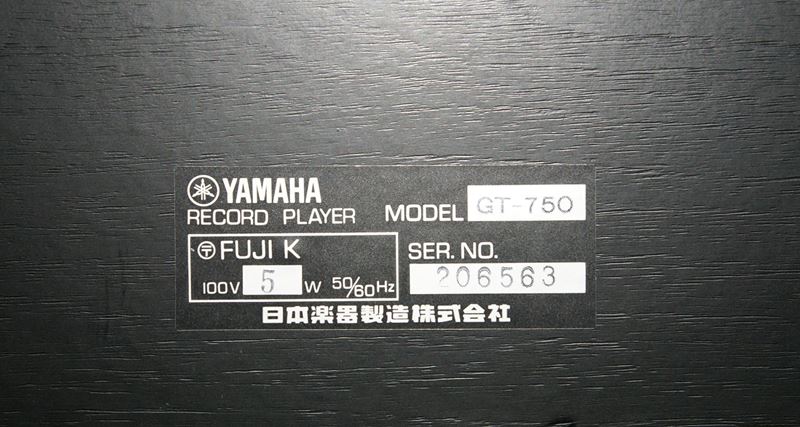 YAMAHA
RECORD PLAYER MODEL GT-750
〒 FUJI K SER. NO.
100V 5 W 50/60Hz 206563
日本楽器製造株式会社